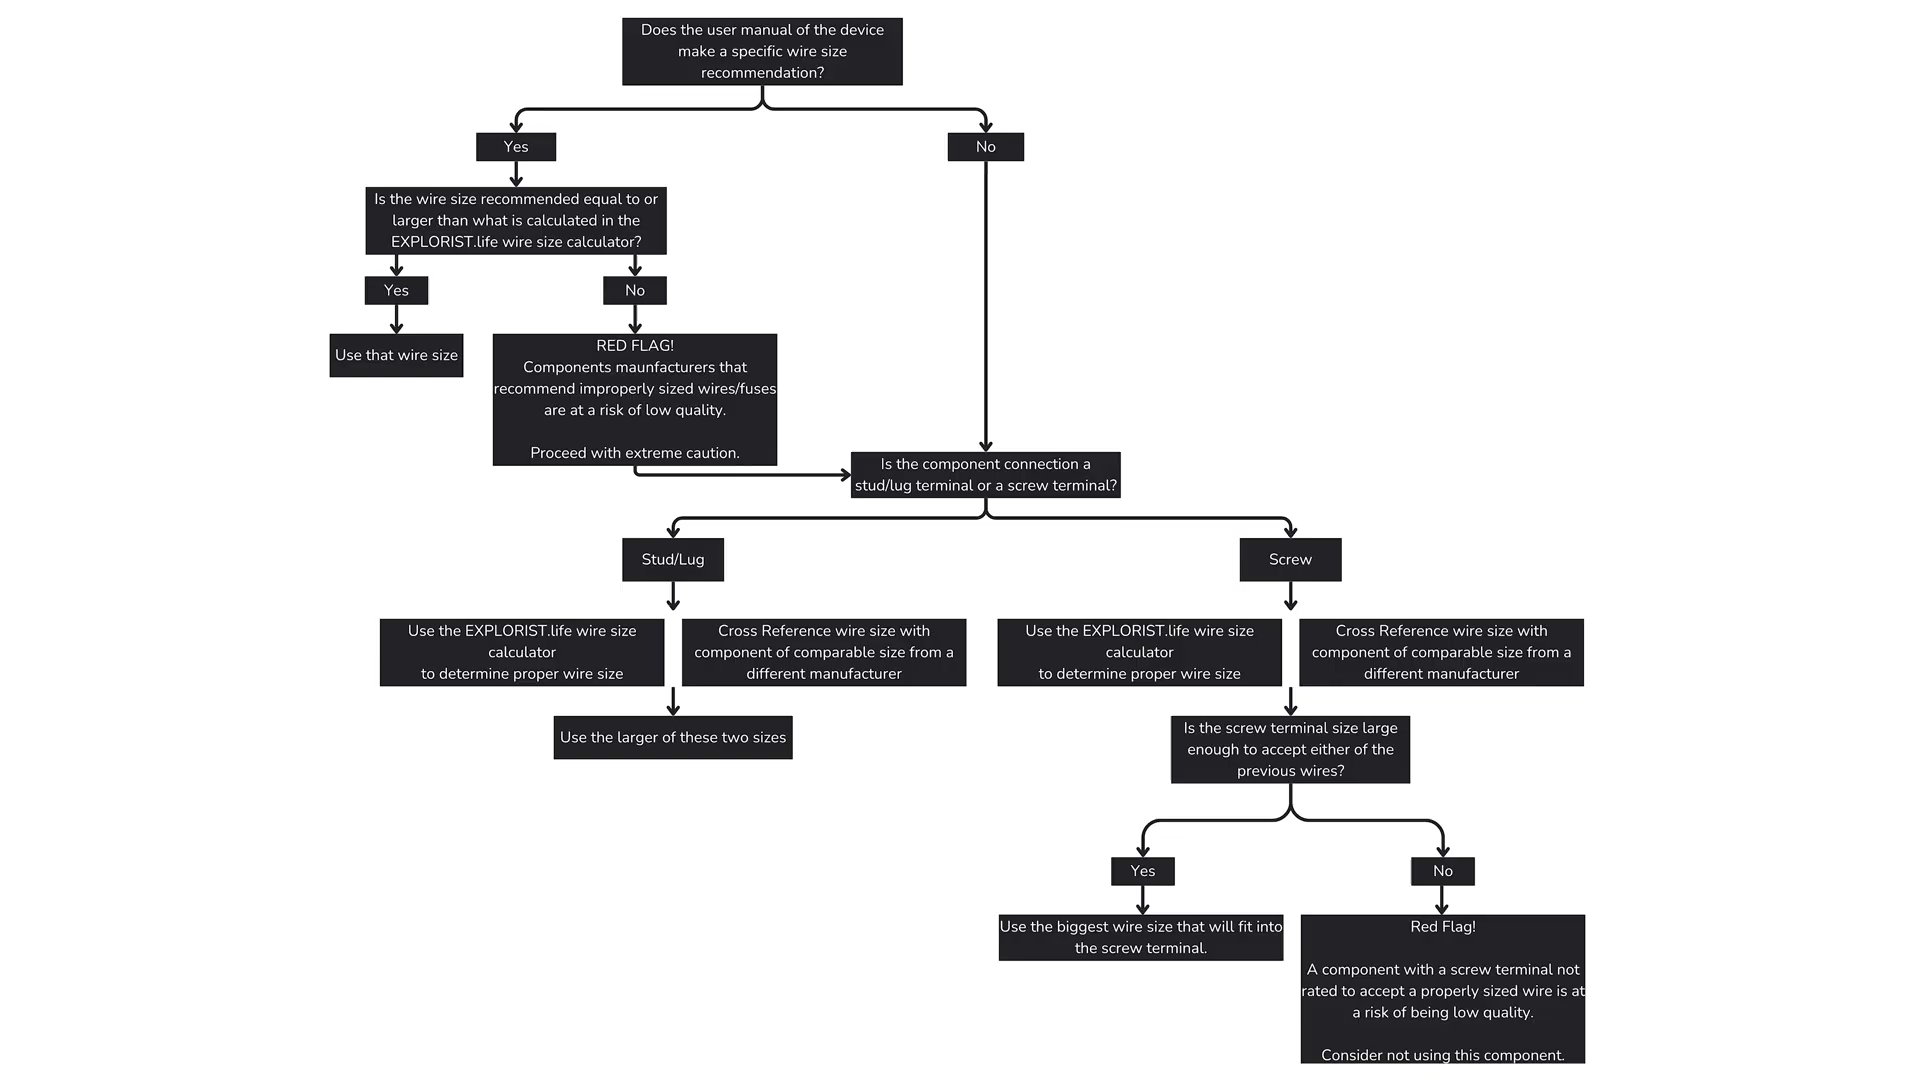 Does the user manual of the device
make a specific wire size
recommendation?
Yes
No
Is the wire size recommended equal to or
larger than what is calculated in the
EXPLORIST.life wire size calculator?
Yes
No
Use that wire size
RED FLAG!
Components maunfacturers that
recommend improperly sized wires/fuses
are at a risk of low quality.
Proceed with extreme caution.
Is the component connection a
stud/lug terminal or a screw terminal?
Stud/Lug
Screw
Use the EXPLORIST.life wire size
calculator
to determine proper wire size
Cross Reference wire size with
component of comparable size from a
different manufacturer
Use the EXPLORIST.life wire size
calculator
to determine proper wire size
Cross Reference wire size with
component of comparable size from a
different manufacturer
Use the larger of these two sizes
Is the screw terminal size large
enough to accept either of the
previous wires?
Yes
No
Use the biggest wire size that will fit into
the screw terminal.
Red Flag!
A component with a screw terminal not
rated to accept a properly sized wire is at
a risk of being low quality.
Consider not using this component.